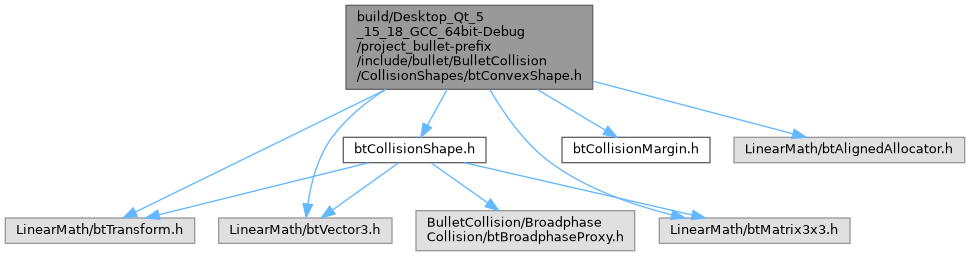 build/Desktop_Qt_5
_15_18_GCC_64bit-Debug
/project_bullet-prefix
/include/bullet/BulletCollision
/CollisionShapes/btConvexShape.h
btCollisionShape.h
btCollisionMargin.h
LinearMath/btAlignedAllocator.h
LinearMath/btTransform.h
LinearMath/btVector3.h
BulletCollision/Broadphase
Collision/btBroadphaseProxy.h
LinearMath/btMatrix3x3.h